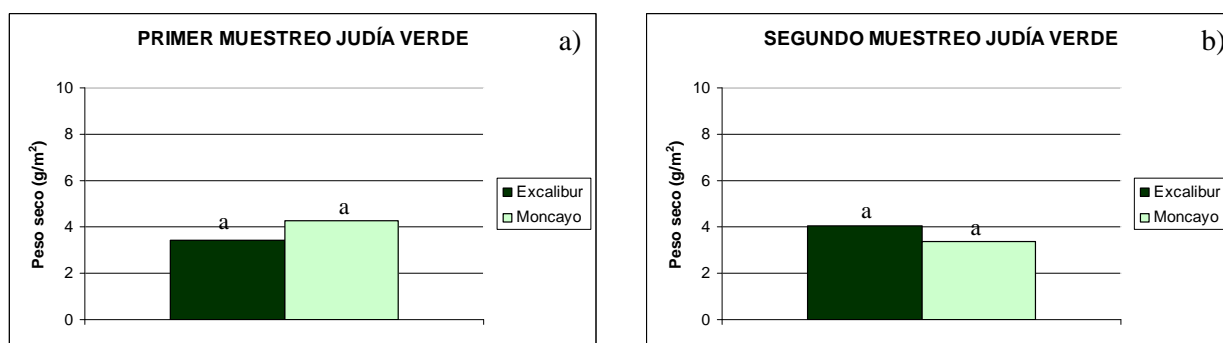 PRIMER MUESTREO JUDÍA VERDE
a)
Peso seco (g/m²)
10
8
6
4
2
0
a
a
Excalibur
Moncayo
SEGUNDO MUESTREO JUDÍA VERDE
b)
Peso seco (g/m²)
10
8
6
4
2
0
a
a
Excalibur
Moncayo